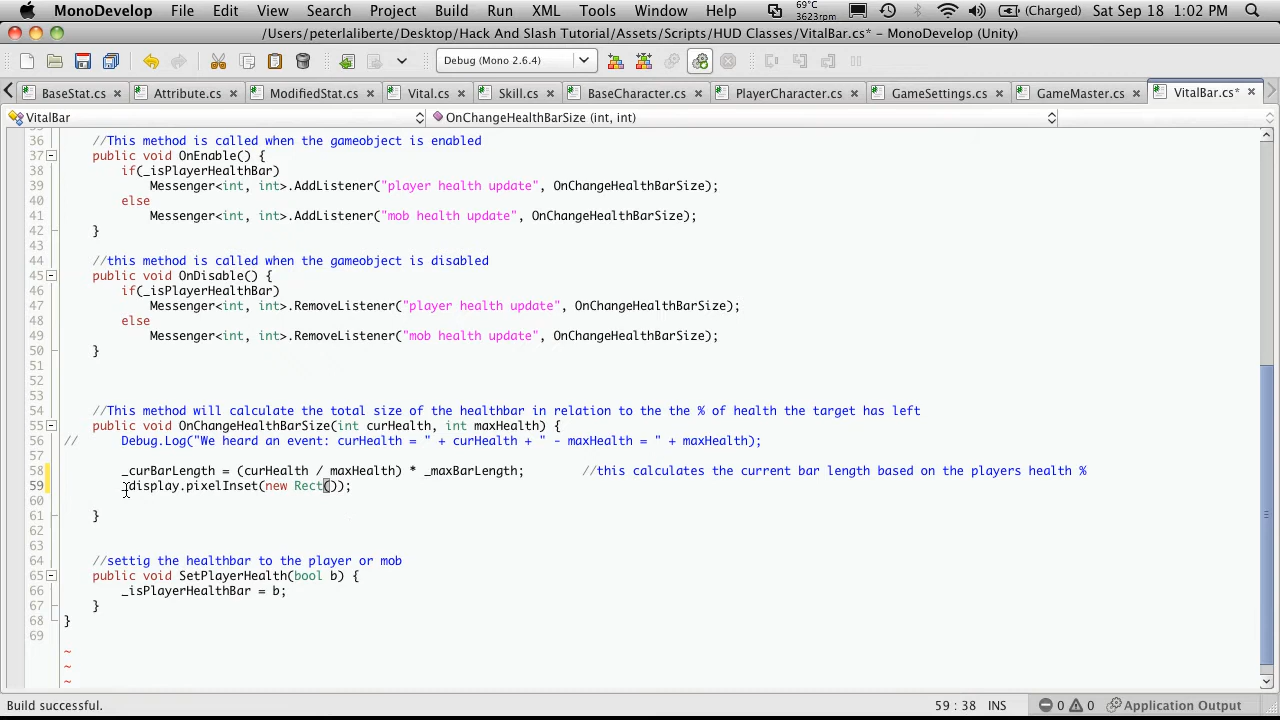 MonoDevelop File Edit View Search Project Build Run XML Tools Window Help 59° 3623rpm (Charged) Sat Sep 18 1:02 PM
/Users/peterlaliberte/Desktop/Hack And Slash Tutorial/Assets/Scripts/HUD Classes/VitalBar.cs* - MonoDevelop (Unity)
Debug (Mono 2.6.4)
BaseStat.cs Attribute.cs ModifiedStat.cs Vital.cs Skill.cs BaseCharacter.cs PlayerCharacter.cs GameSettings.cs GameMaster.cs VitalBar.cs*
VitalBar OnChangeHealthBarSize (int, int)
36 //This method is called when the gameobject is enabled
37 public void OnEnable() {
38 if(_isPlayerHealthBar)
39 Messenger<int, int>.AddListener("player health update", OnChangeHealthBarSize);
40 else
41 Messenger<int, int>.AddListener("mob health update", OnChangeHealthBarSize);
42 }
43
44 //this method is called when the gameobject is disabled
45 public void OnDisable() {
46 if(_isPlayerHealthBar)
47 Messenger<int, int>.RemoveListener("player health update", OnChangeHealthBarSize);
48 else
49 Messenger<int, int>.RemoveListener("mob health update", OnChangeHealthBarSize);
50 }
51
52
53
54 //This method will calculate the total size of the healthbar in relation to the the % of health the target has left
55 public void OnChangeHealthBarSize(int curHealth, int maxHealth) {
56 // Debug.Log("We heard an event: curHealth = " + curHealth + " - maxHealth = " + maxHealth);
57
58 _curBarLength = (curHealth / maxHealth) * _maxBarLength; //this calculates the current bar length based on the players health %
59 _display.pixelInset(new Rect());
60
61 }
62
63
64 //settig the healthbar to the player or mob
65 public void SetPlayerHealth(bool b) {
66 _isPlayerHealthBar = b;
67 }
68 }
69
~
~
~
Build successful. 59 : 38 INS 0 0 Application Output